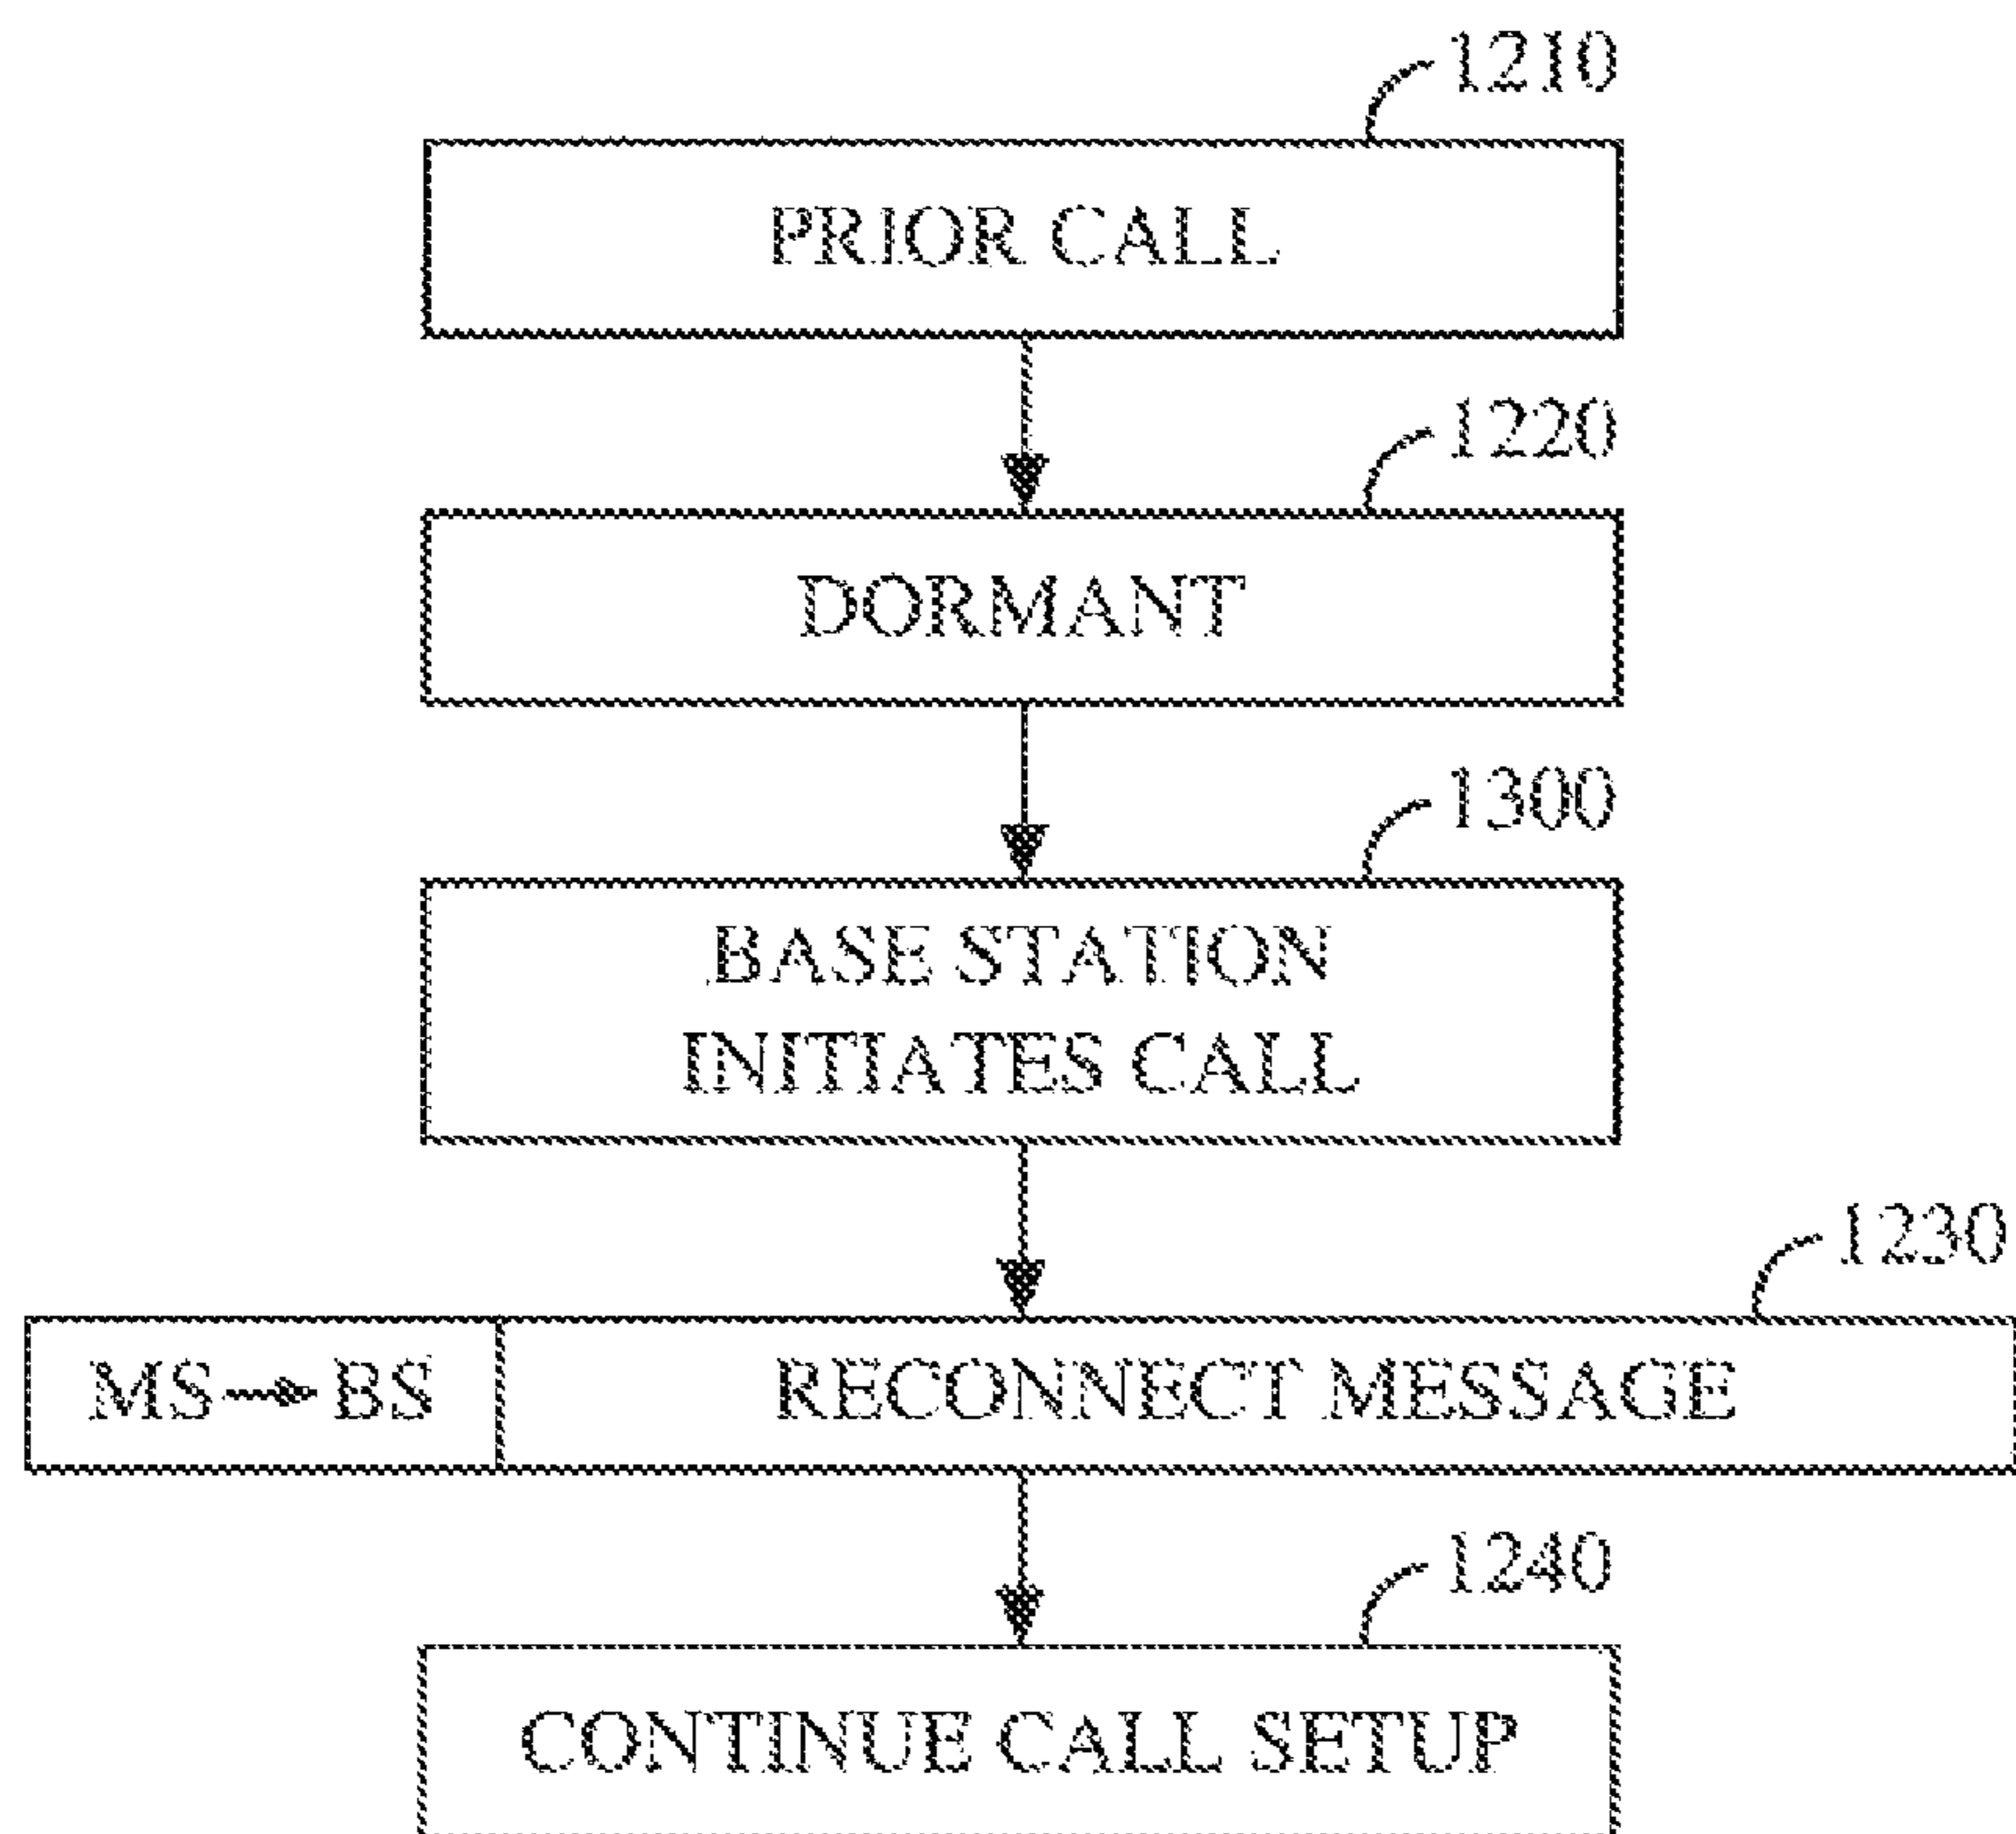 1210
PRIOR CALL
1220
DORMANT
1300
BASE STATION
INITIATES CALL
1230
MS→BS RECONNECT MESSAGE
1240
CONTINUE CALL SETUP